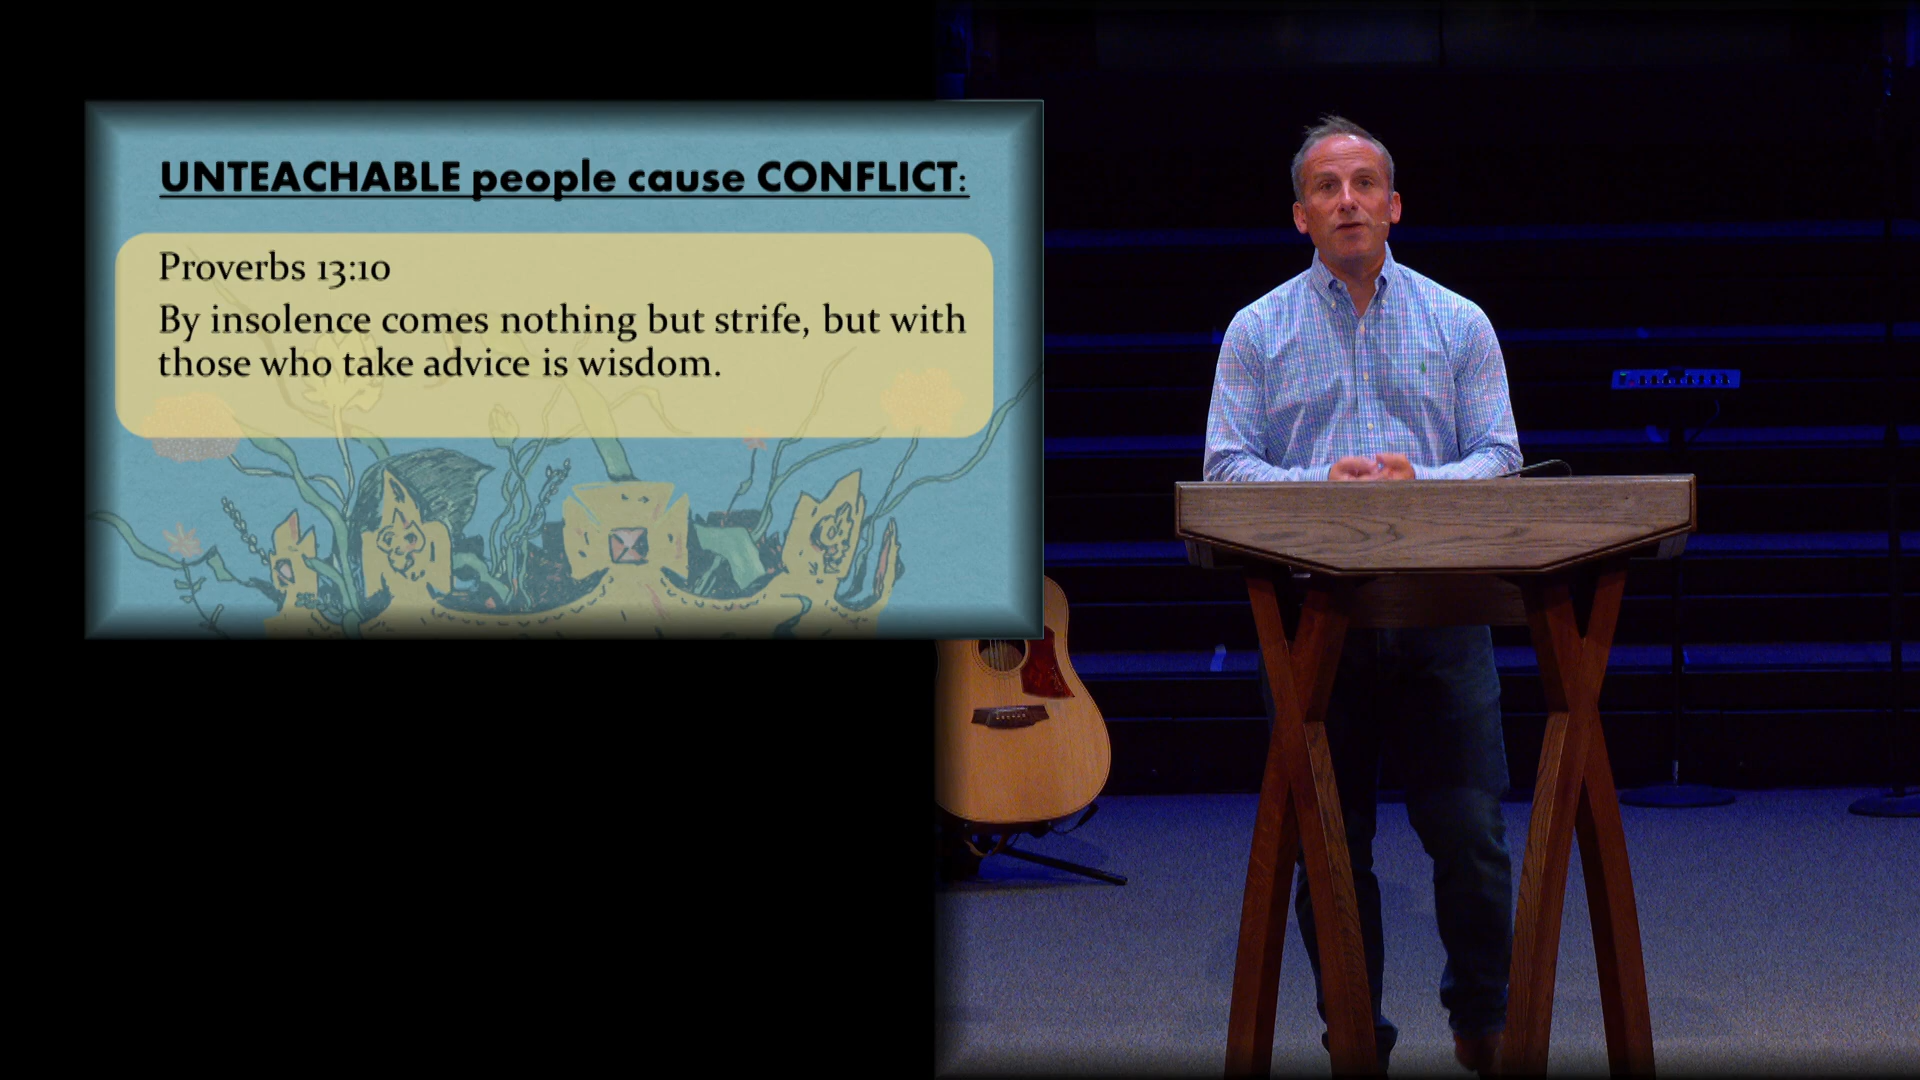 UNTEACHABLE people cause CONFLICT:
Proverbs 13:10
By insolence comes nothing but strife, but with
those who take advice is wisdom.